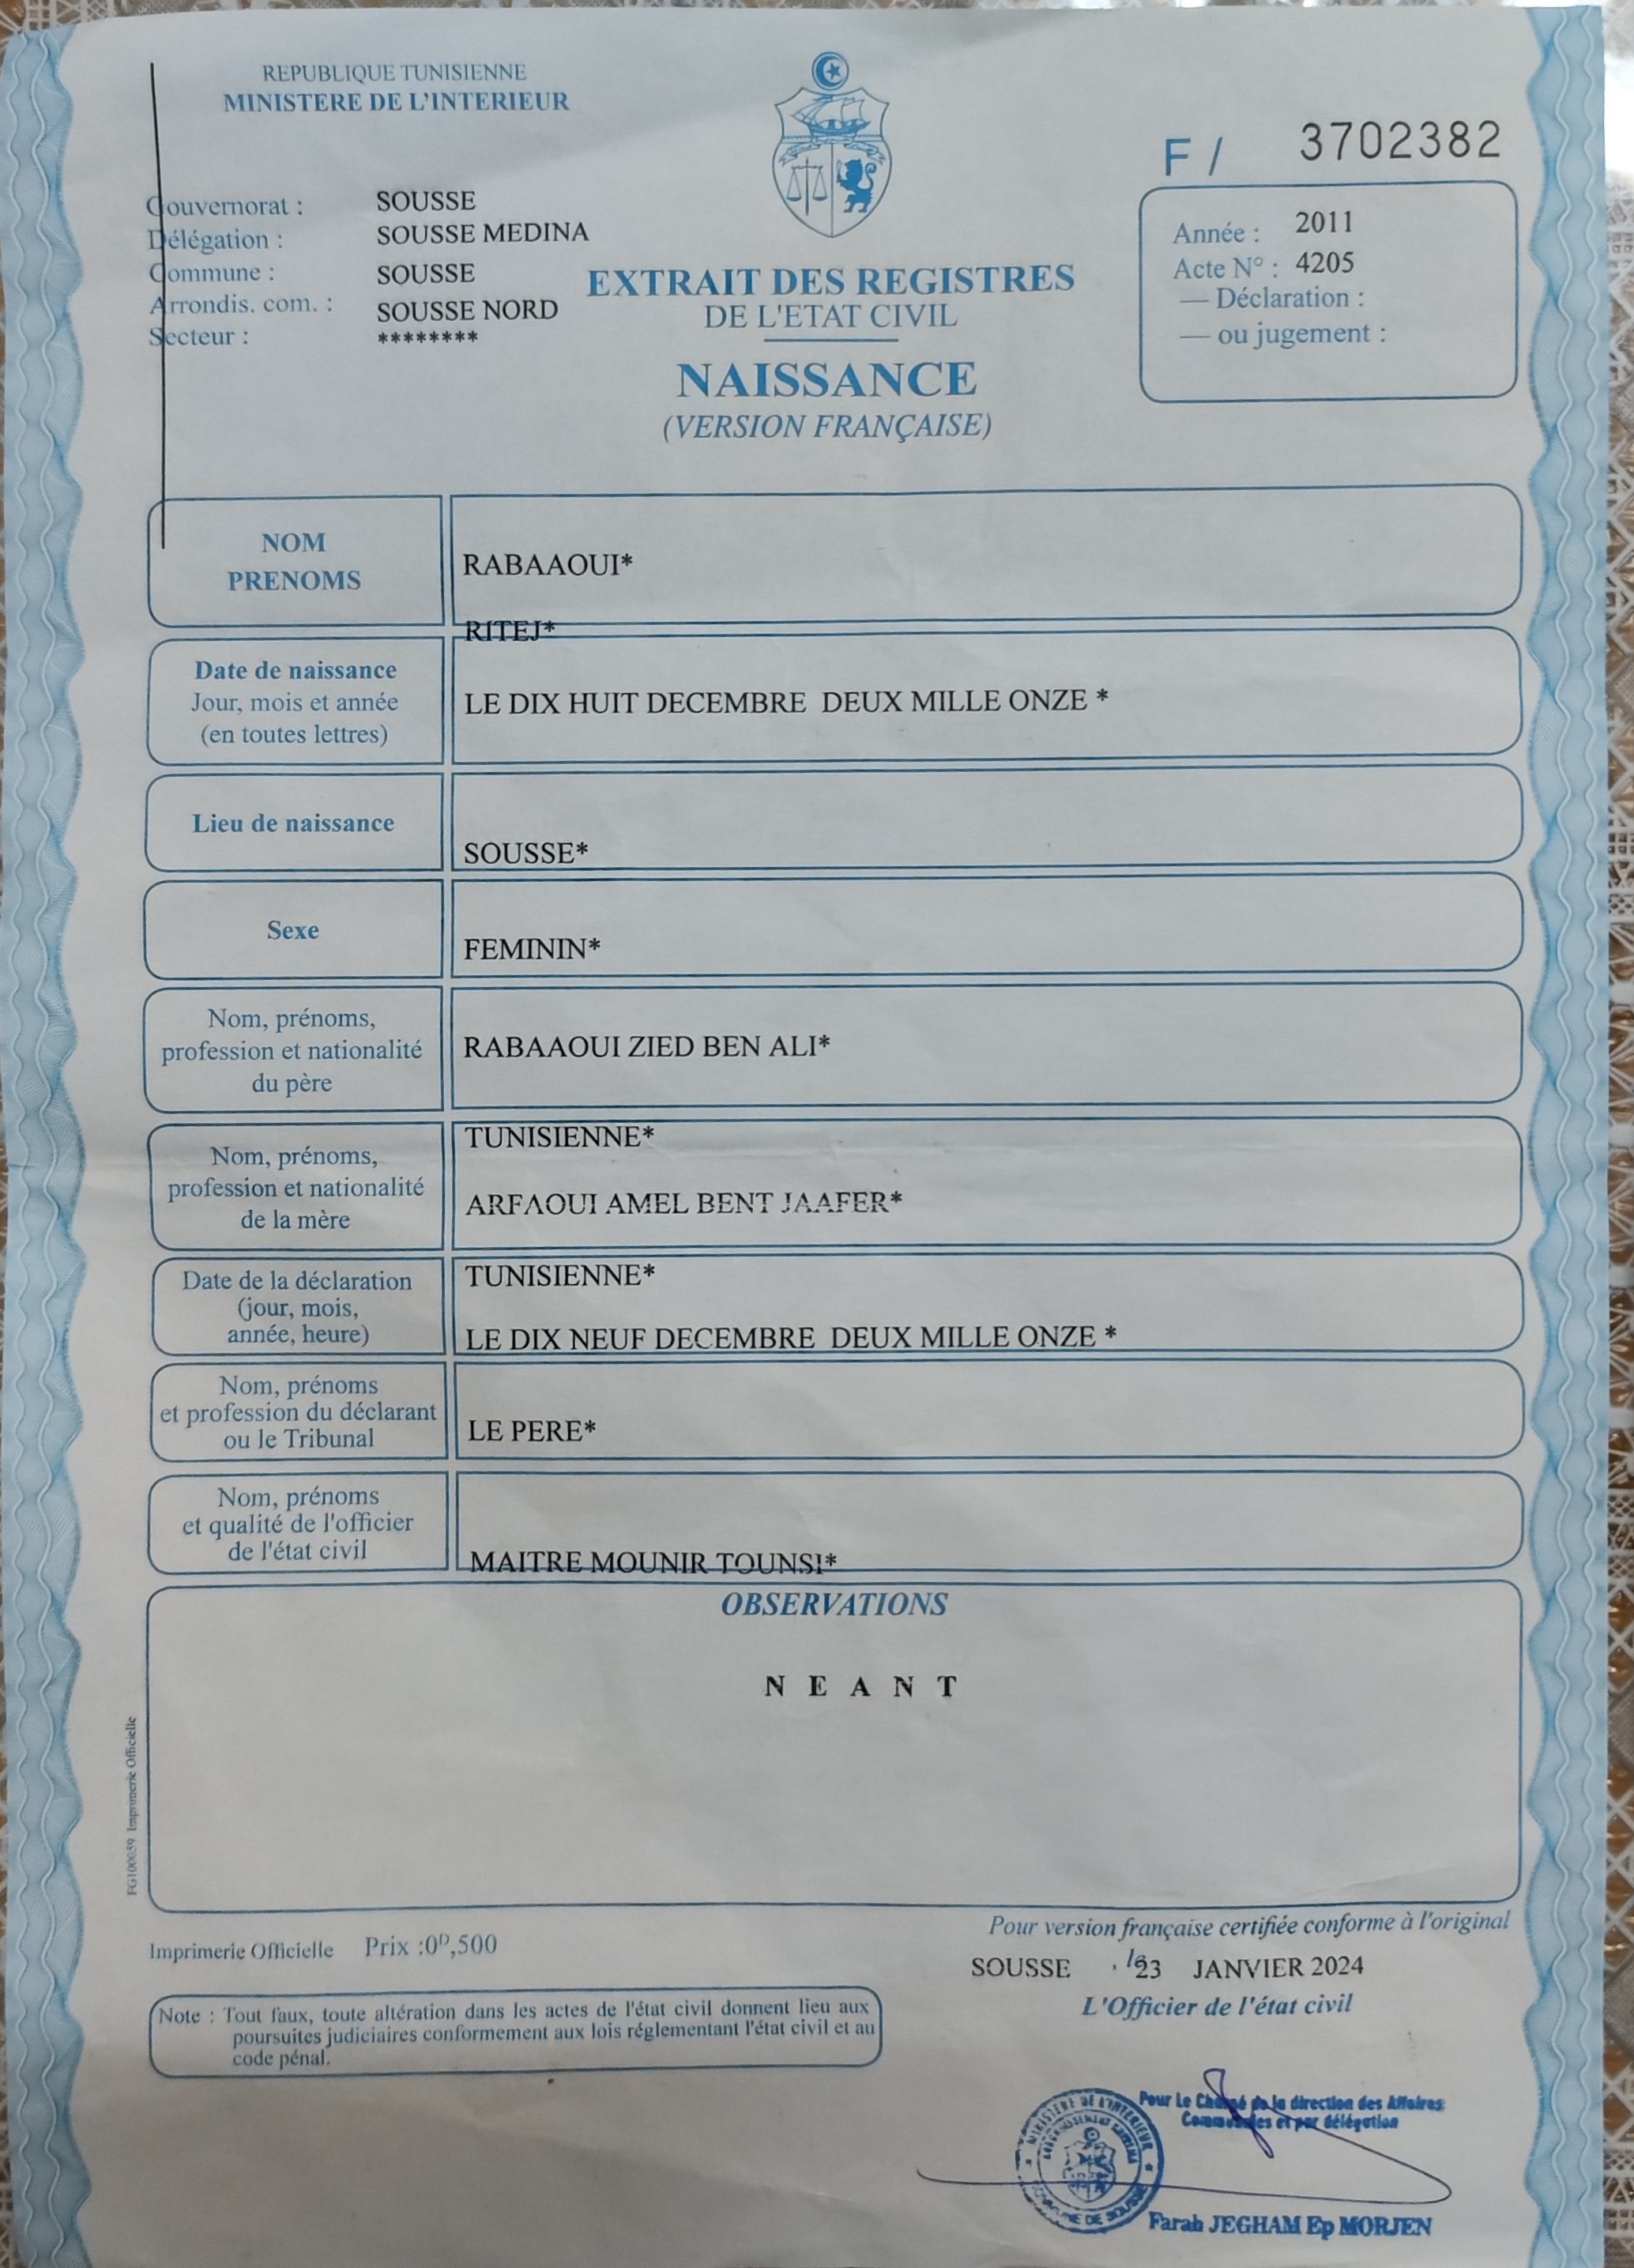 REPUBLIQUE TUNISIENNE
MINISTERE DE L'INTERIEUR
F / 3702382
Gouvernorat : SOUSSE
Délégation : SOUSSE MEDINA
Commune : SOUSSE
Arrondis. com. : SOUSSE NORD
Secteur : ********
EXTRAIT DES REGISTRES
DE L'ETAT CIVIL
NAISSANCE
(VERSION FRANÇAISE)
Année : 2011
Acte N° : 4205
— Déclaration :
— ou jugement :
NOM
PRENOMS
RABAAOUI*
RITEJ*
Date de naissance
Jour, mois et année
(en toutes lettres)
LE DIX HUIT DECEMBRE DEUX MILLE ONZE *
Lieu de naissance
SOUSSE*
Sexe
FEMININ*
Nom, prénoms,
profession et nationalité
du père
RABAAOUI ZIED BEN ALI*
TUNISIENNE*
Nom, prénoms,
profession et nationalité
de la mère
ARFAOUI AMEL BENT JAAFER*
TUNISIENNE*
Date de la déclaration
(jour, mois,
année, heure)
LE DIX NEUF DECEMBRE DEUX MILLE ONZE *
Nom, prénoms
et profession du déclarant
ou le Tribunal
LE PERE*
Nom, prénoms
et qualité de l'officier
de l'état civil
MAITRE MOUNIR TOUNSI*
OBSERVATIONS
N E A N T
Imprimerie Officielle
Imprimerie Officielle Prix :0ᴰ,500
Pour version française certifiée conforme à l'original
SOUSSE , le 23 JANVIER 2024
L'Officier de l'état civil
Note : Tout faux, toute altération dans les actes de l'état civil donnent lieu aux
poursuites judiciaires conformement aux lois réglementant l'état civil et au
code pénal.
Pour Le Chargé de la direction des Affaires
Communales et par délégation
MINISTERE DE L'INTERIEUR
COMMUNE DE SOUSSE
Farah JEGHAM Ep MORJEN